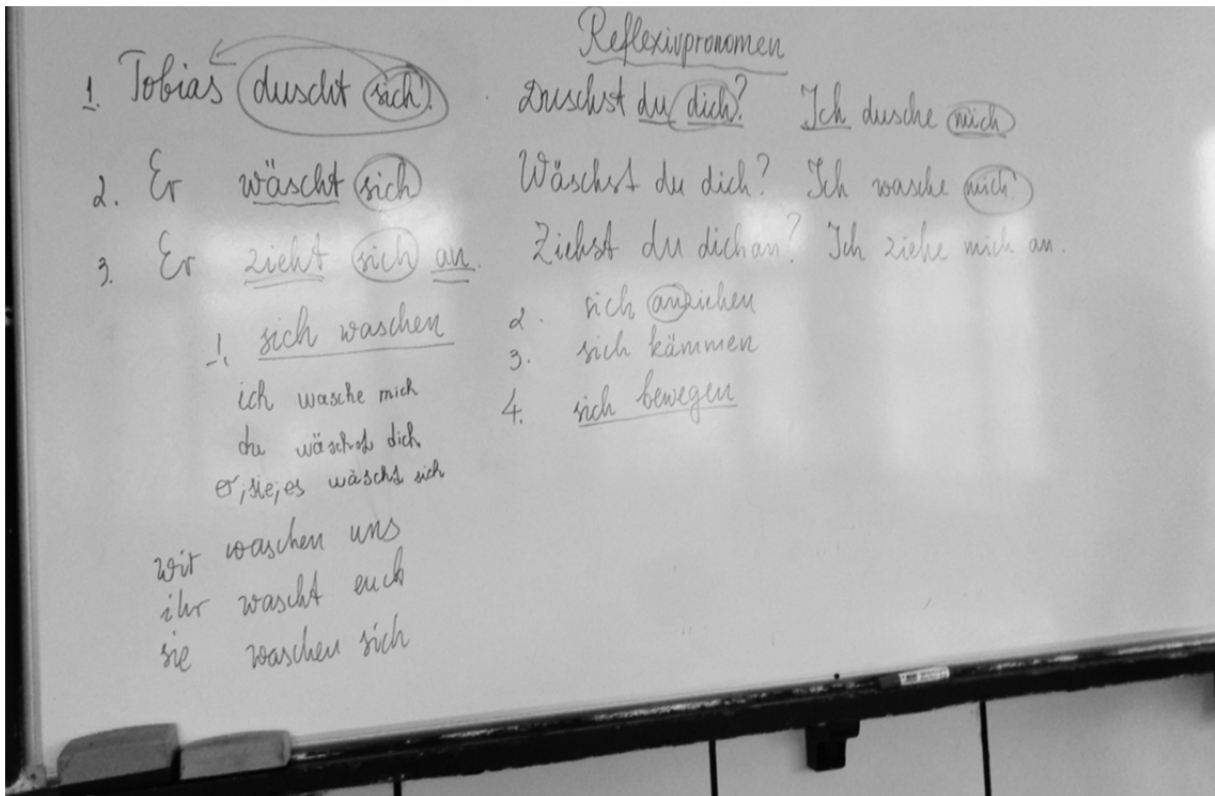 Reflexivpronomen
1. Tobias duscht sich. Duschst du dich? Ich dusche mich
2. Er wäscht sich Wäschst du dich? Ich wasche mich
3. Er zieht sich an. Ziehst du dich an? Ich ziehe mich an.
1. sich waschen
ich wasche mich
du wäschst dich
er, sie, es wäscht sich
wir waschen uns
ihr wascht euch
sie waschen sich
2. sich anziehen
3. sich kämmen
4. sich bewegen